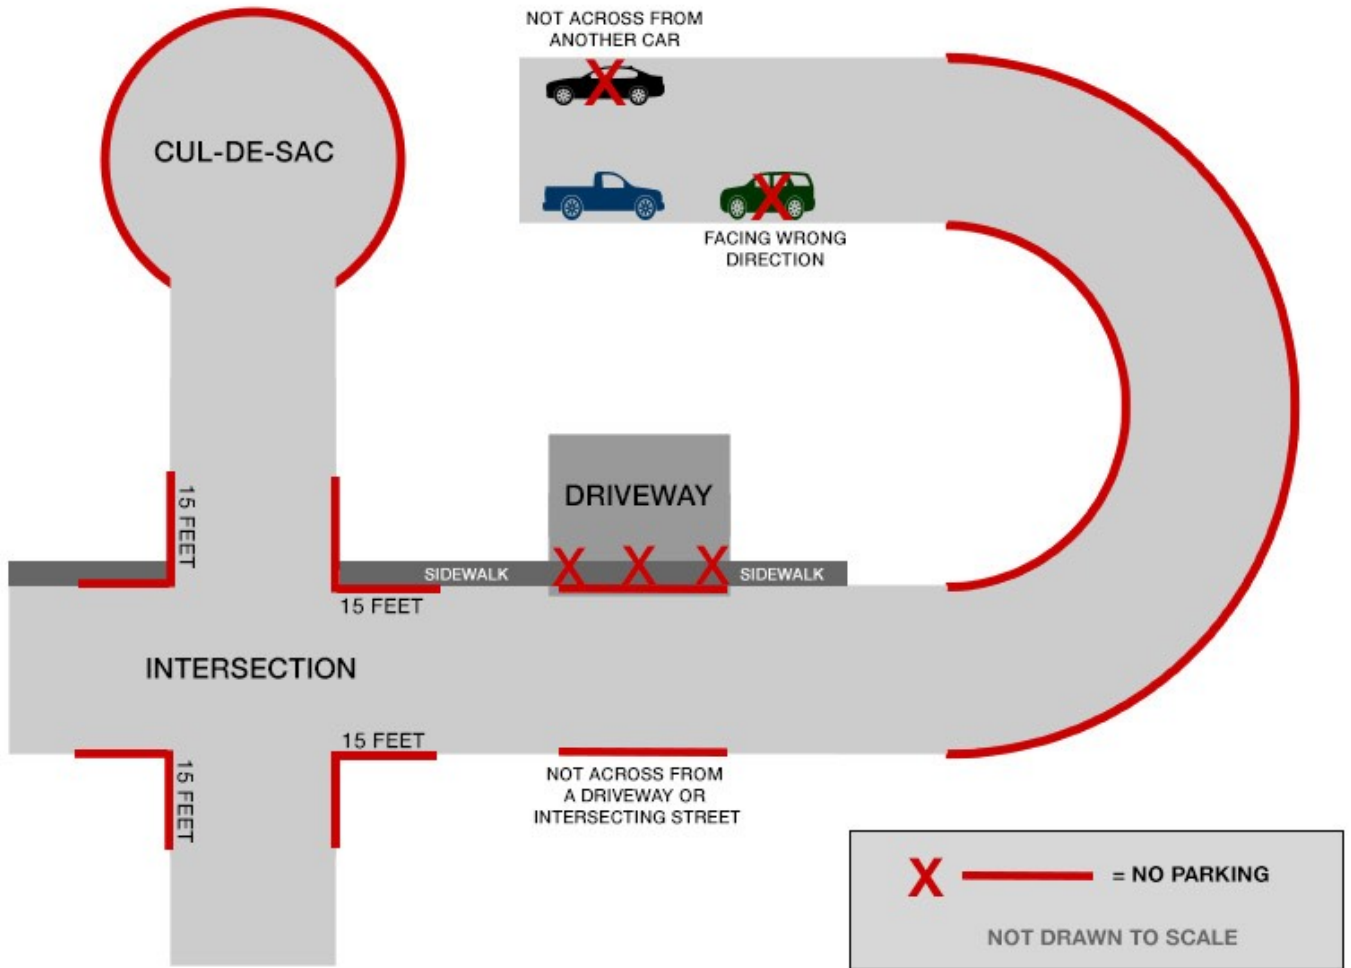 NOT ACROSS FROM
ANOTHER CAR
CUL-DE-SAC
FACING WRONG
DIRECTION
15 FEET
DRIVEWAY
X X X
SIDEWALK
SIDEWALK
15 FEET
INTERSECTION
15 FEET
15 FEET
NOT ACROSS FROM
A DRIVEWAY OR
INTERSECTING STREET
X = NO PARKING
NOT DRAWN TO SCALE